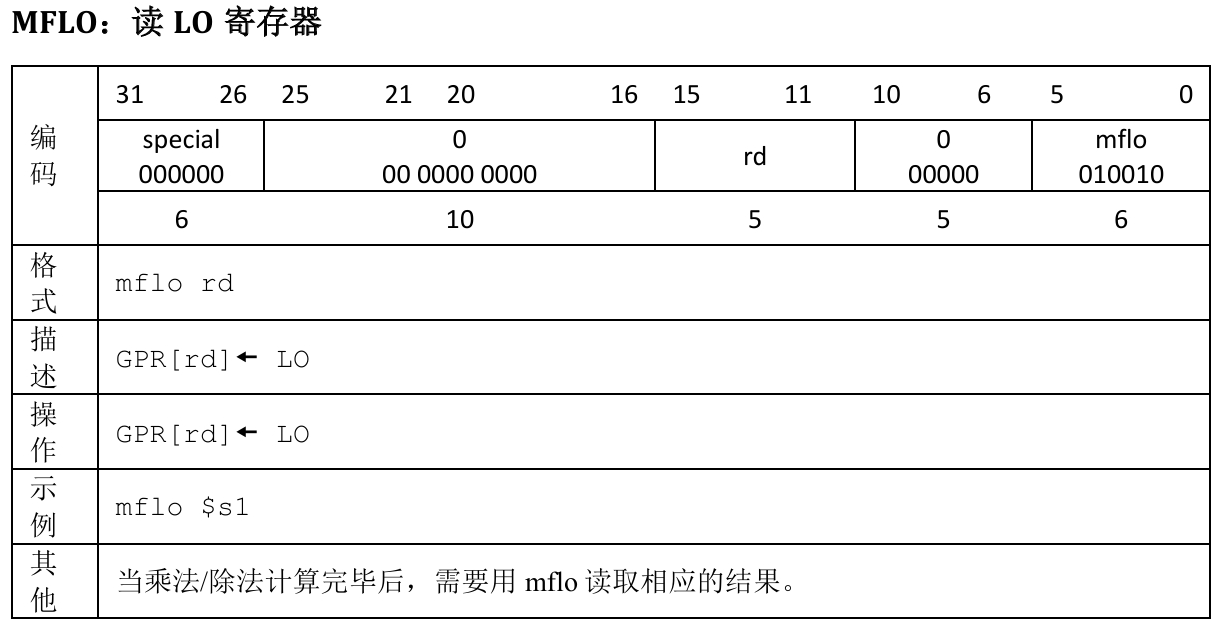 MFLO：读 LO 寄存器
编码
31 26 25 21 20 16 15 11 10 6 5 0
special 0 rd 0 mflo
000000 00 0000 0000 00000 010010
6 10 5 5 6
格式
mflo rd
描述
GPR[rd]← LO
操作
GPR[rd]← LO
示例
mflo $s1
其他
当乘法/除法计算完毕后，需要用 mflo 读取相应的结果。